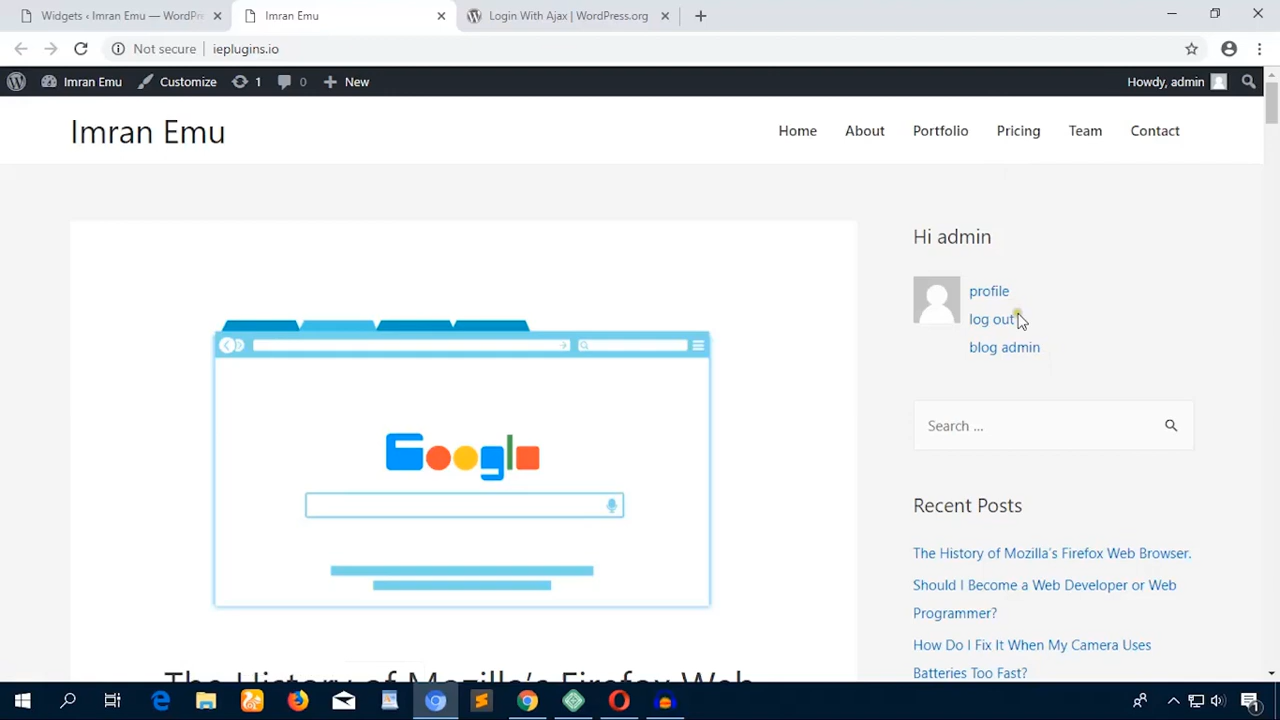 Widgets ‹ Imran Emu — WordPr
Imran Emu
Login With Ajax | WordPress.org
Not secure
ieplugins.io
Imran Emu
Customize
1
0
New
Howdy, admin
Imran Emu
Home
About
Portfolio
Pricing
Team
Contact
Hi admin
profile
log out
blog admin
Google
Search ...
Recent Posts
The History of Mozilla's Firefox Web Browser.
Should I Become a Web Developer or Web
Programmer?
How Do I Fix It When My Camera Uses
Batteries Too Fast?
The History of Mozilla's Firefox Web
1